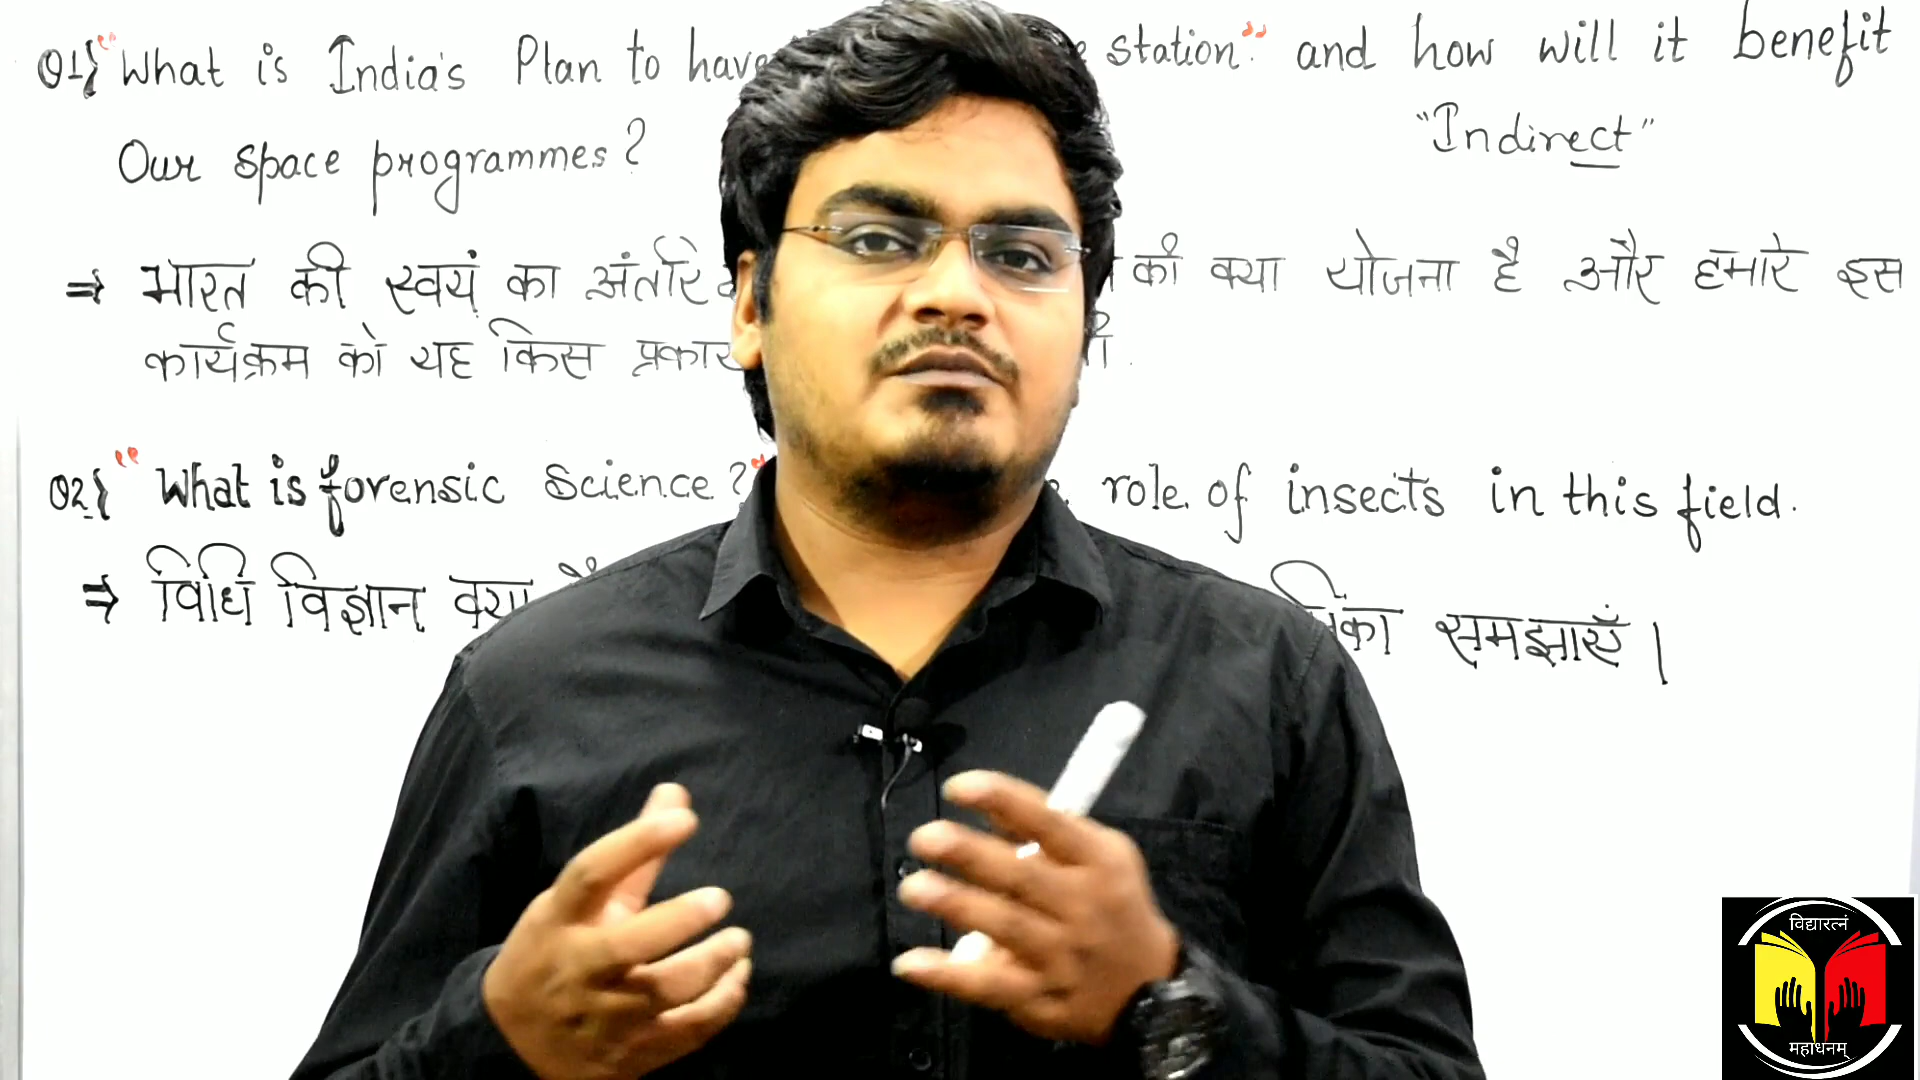 Q1} "What is India's Plan to have station." and how will it benefit
Our space programmes?
"Indirect"
⇒ भारत की स्वयं का की क्या योजना है और हमारे इस
कार्यक्रम को यह किस प्रकार
Q2} "What is forensic Science?" role of insects in this field.
⇒ विधि विज्ञान क्या समझाएँ |
विद्यारत्नं
महाधनम्